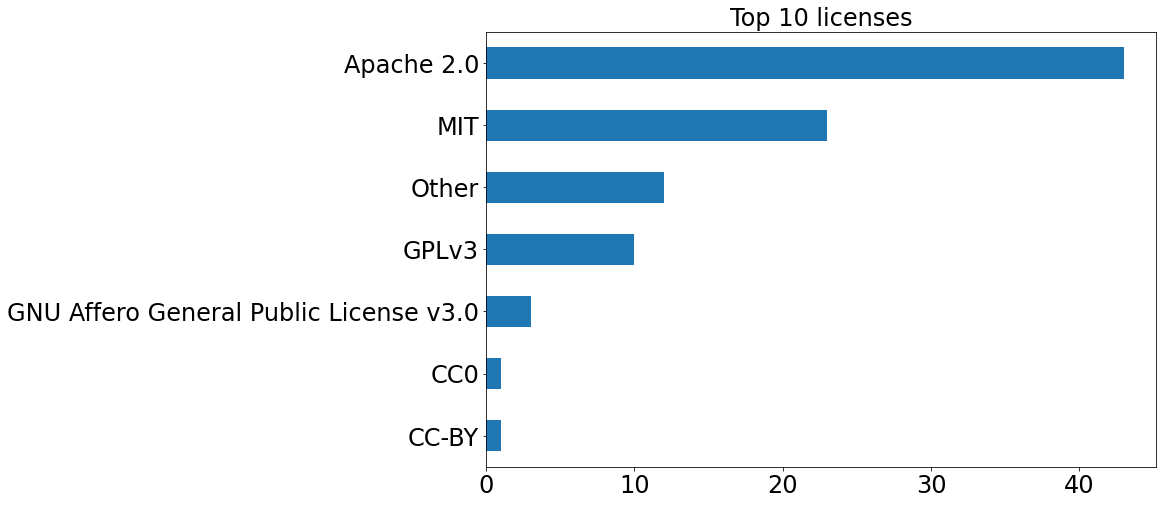 Top 10 licenses
Apache 2.0
MIT
Other
GPLv3
GNU Affero General Public License v3.0
CC0
CC-BY
0 10 20 30 40